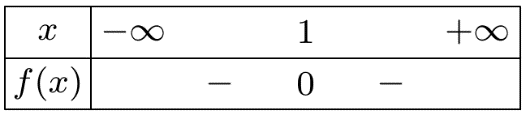 x −∞ 1 +∞
f(x) − 0 −